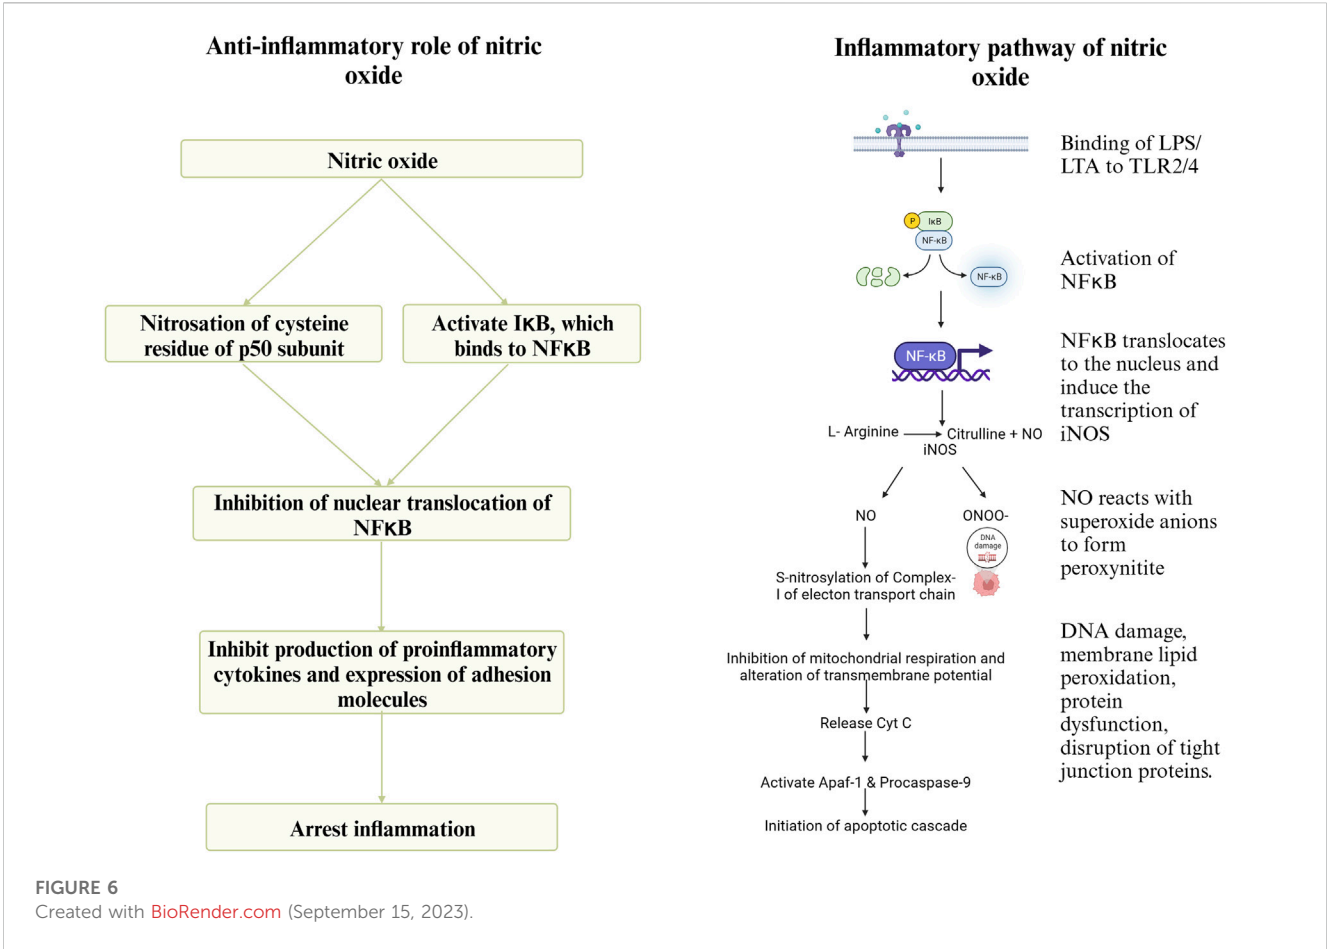 Anti-inflammatory role of nitric
oxide
Nitric oxide
Nitrosation of cysteine
residue of p50 subunit
Activate IκB, which
binds to NFκB
Inhibition of nuclear translocation of
NFκB
Inhibit production of proinflammatory
cytokines and expression of adhesion
molecules
Arrest inflammation
Inflammatory pathway of nitric
oxide
Binding of LPS/
LTA to TLR2/4
P
IκB
NF-κB
NF-κB
Activation of
NFκB
NF-κB
NFκB translocates
to the nucleus and
induce the
transcription of
iNOS
L- Arginine
Citrulline + NO
iNOS
NO
ONOO-
DNA
damage
NO reacts with
superoxide anions
to form
peroxynitite
S-nitrosylation of Complex-
I of electon transport chain
Inhibition of mitochondrial respiration and
alteration of transmembrane potential
Release Cyt C
Activate Apaf-1 & Procaspase-9
Initiation of apoptotic cascade
DNA damage,
membrane lipid
peroxidation,
protein
dysfunction,
disruption of tight
junction proteins.
FIGURE 6
Created with BioRender.com (September 15, 2023).